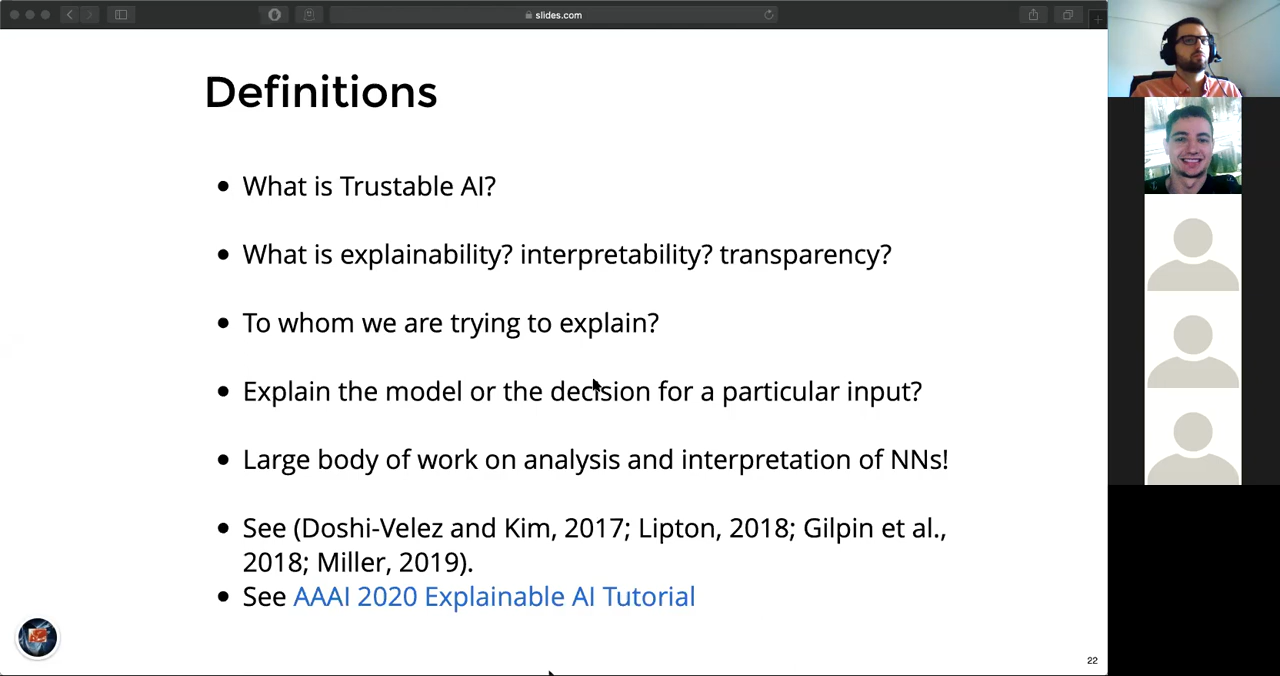 slides.com
Definitions
What is Trustable AI?
What is explainability? interpretability? transparency?
To whom we are trying to explain?
Explain the model or the decision for a particular input?
Large body of work on analysis and interpretation of NNs!
See (Doshi-Velez and Kim, 2017; Lipton, 2018; Gilpin et al.,
2018; Miller, 2019).
See AAAI 2020 Explainable AI Tutorial
22